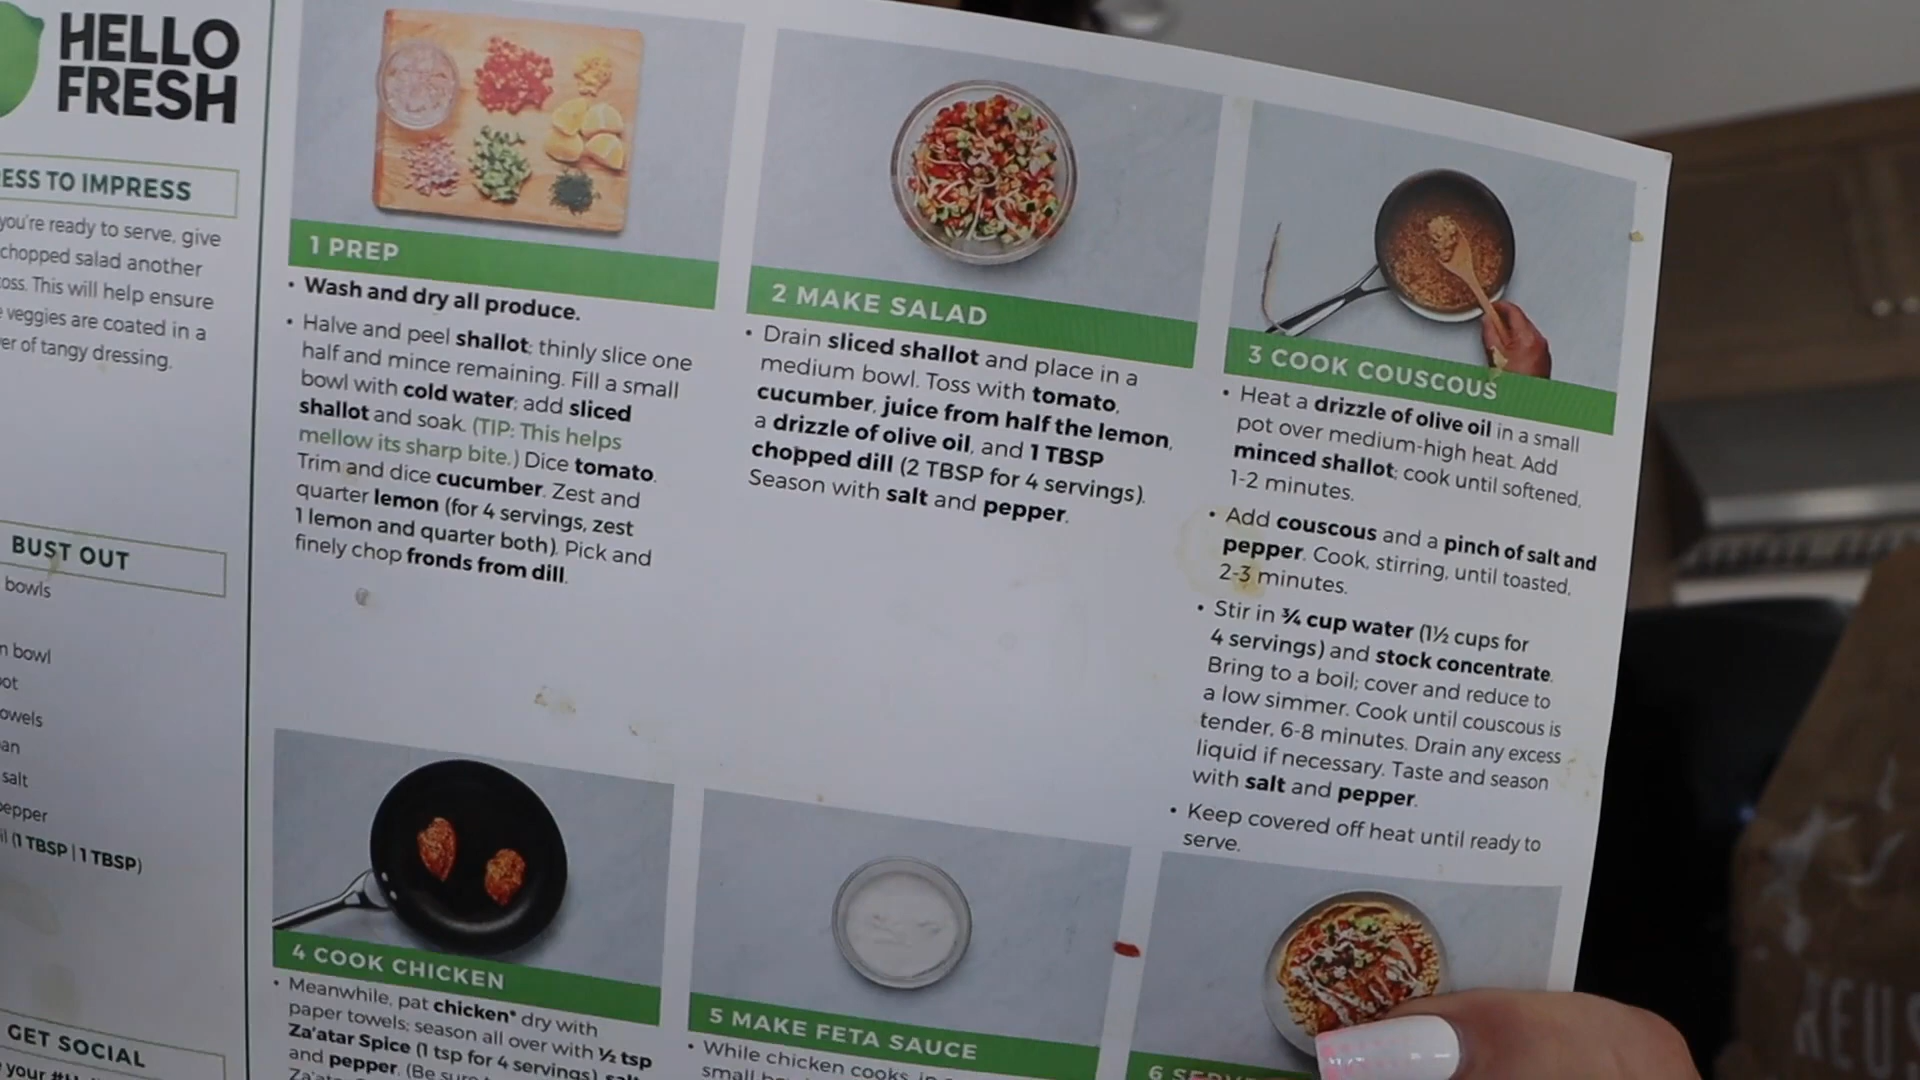 HELLO
FRESH
ESS TO IMPRESS
you're ready to serve, give
chopped salad another
oss. This will help ensure
veggies are coated in a
er of tangy dressing.
BUST OUT
bowls
bowl
ot
owels
an
salt
epper
(1 TBSP | 1 TBSP)
GET SOCIAL
your
1 PREP
• Wash and dry all produce.
• Halve and peel shallot; thinly slice one
half and mince remaining. Fill a small
bowl with cold water; add sliced
shallot and soak. (TIP: This helps
mellow its sharp bite.) Dice tomato.
Trim and dice cucumber. Zest and
quarter lemon (for 4 servings, zest
1 lemon and quarter both). Pick and
finely chop fronds from dill.
2 MAKE SALAD
• Drain sliced shallot and place in a
medium bowl. Toss with tomato,
cucumber, juice from half the lemon,
a drizzle of olive oil, and 1 TBSP
chopped dill (2 TBSP for 4 servings).
Season with salt and pepper.
3 COOK COUSCOUS
• Heat a drizzle of olive oil in a small
pot over medium-high heat. Add
minced shallot; cook until softened,
1-2 minutes.
• Add couscous and a pinch of salt and
pepper. Cook, stirring, until toasted,
2-3 minutes.
• Stir in ¾ cup water (1½ cups for
4 servings) and stock concentrate.
Bring to a boil; cover and reduce to
a low simmer. Cook until couscous is
tender, 6-8 minutes. Drain any excess
liquid if necessary. Taste and season
with salt and pepper.
• Keep covered off heat until ready to
serve.
4 COOK CHICKEN
• Meanwhile, pat chicken* dry with
paper towels; season all over with ½ tsp
Za'atar Spice (1 tsp for 4 servings), salt
and pepper. (Be sure
5 MAKE FETA SAUCE
• While chicken cooks, in
small
6 SERVE
KEUS